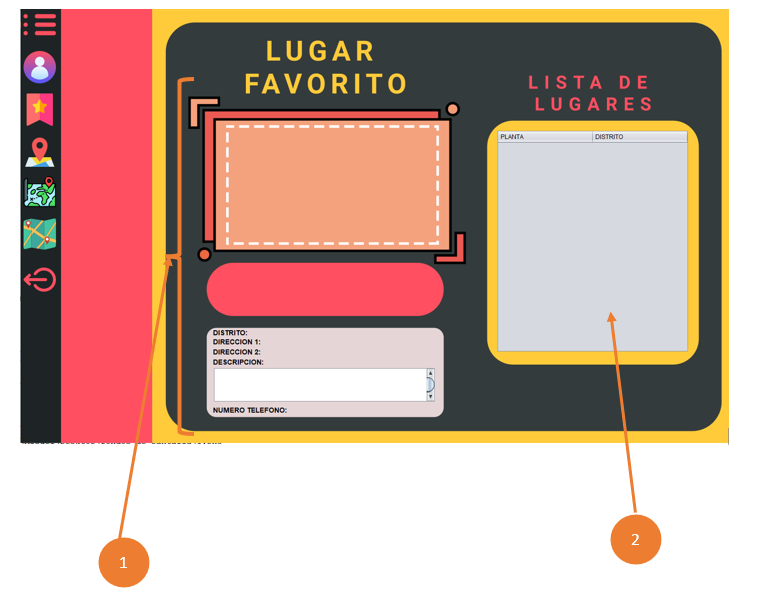 LUGAR
FAVORITO
LISTA DE
LUGARES
PLANTA DISTRITO
DISTRITO:
DIRECCION 1:
DIRECCION 2:
DESCRIPCION:
NUMERO TELEFONO:
1
2